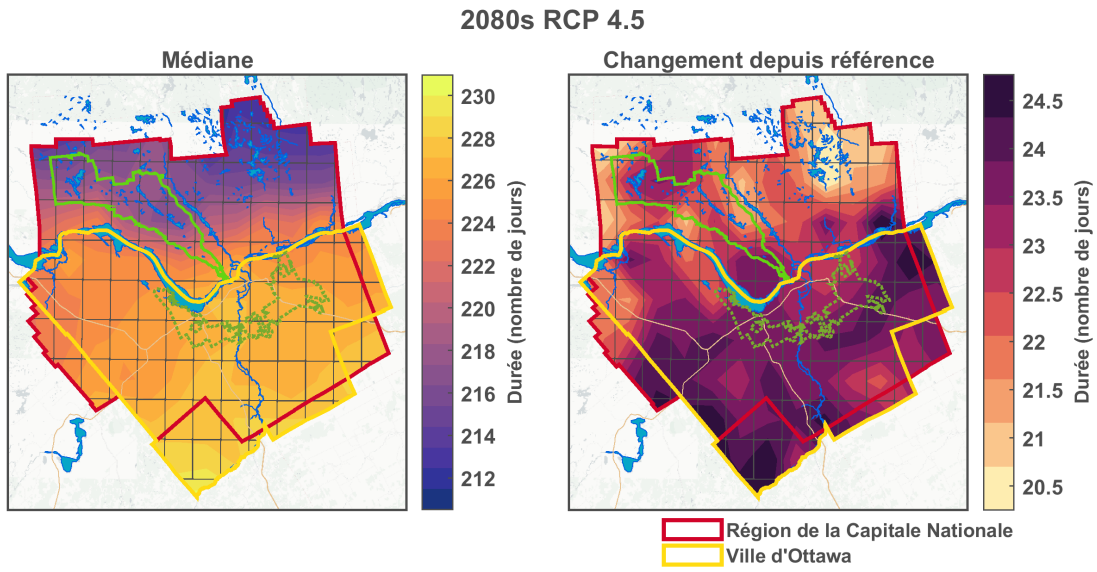 2080s RCP 4.5
Médiane
Changement depuis référence
230
228
226
224
222
220
218
216
214
212
Durée (nombre de jours)
24.5
24
23.5
23
22.5
22
21.5
21
20.5
Durée (nombre de jours)
Région de la Capitale Nationale
Ville d'Ottawa